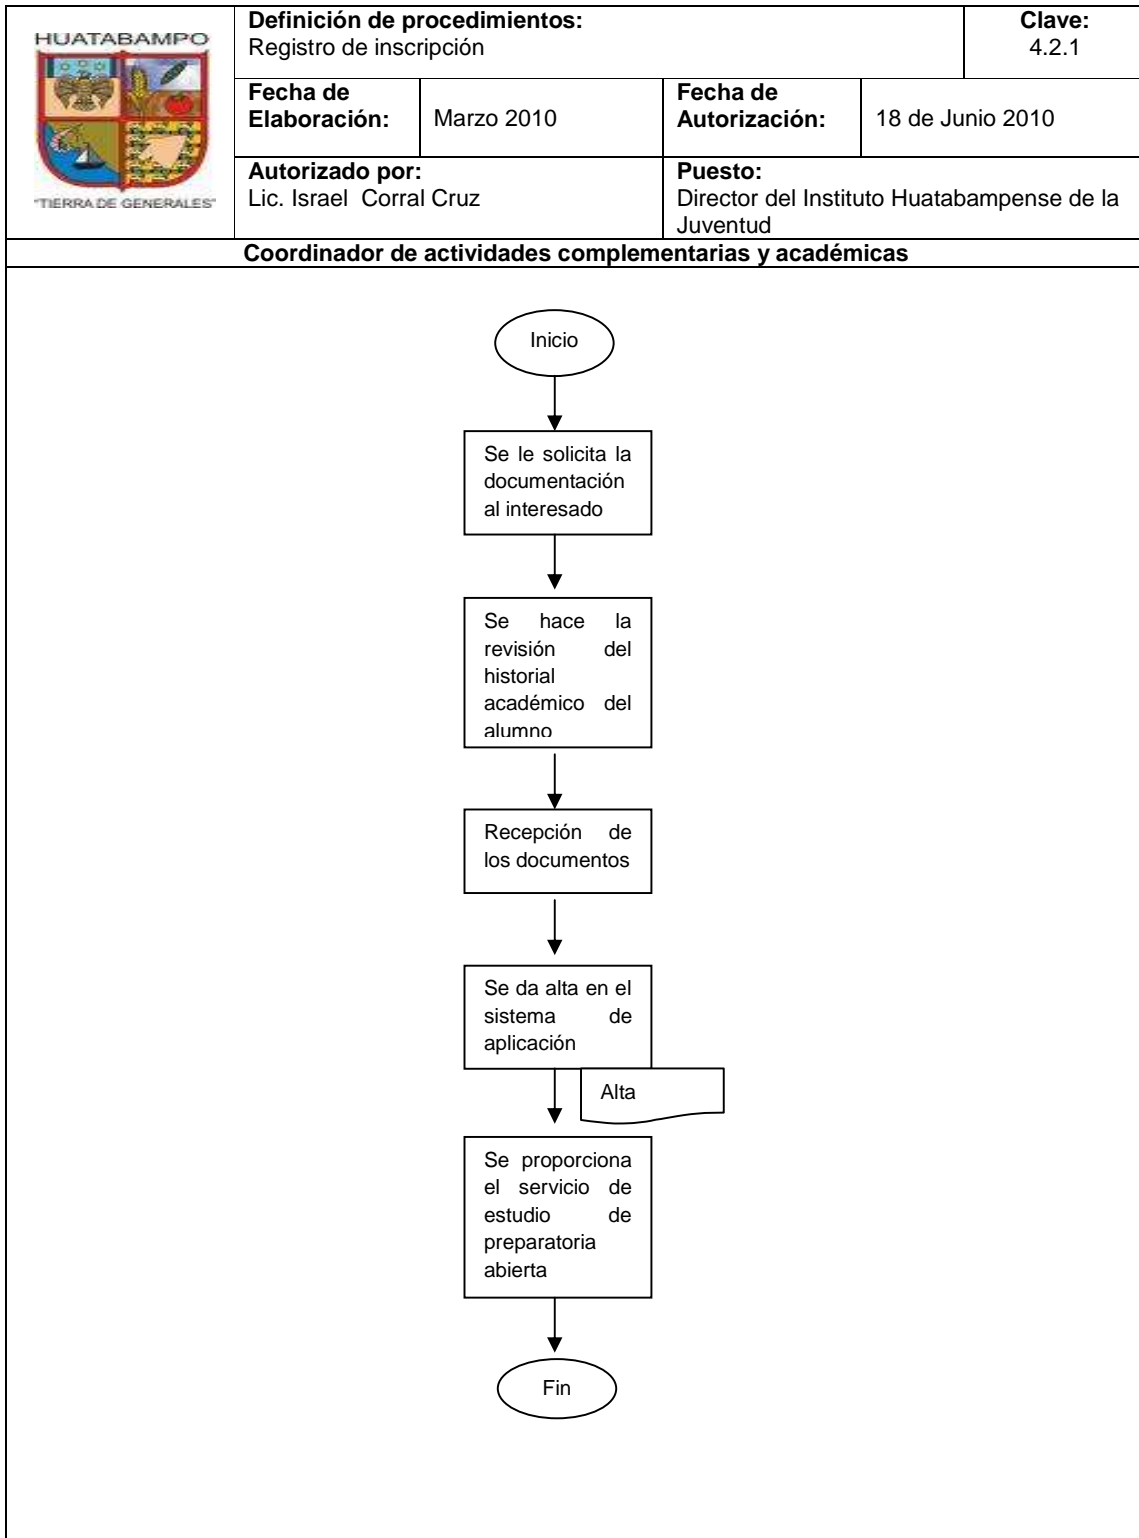 HUATABAMPO
"TIERRA DE GENERALES"
Definición de procedimientos:
Registro de inscripción
Clave:
4.2.1
Fecha de
Elaboración:
Marzo 2010
Fecha de
Autorización:
18 de Junio 2010
Autorizado por:
Lic. Israel Corral Cruz
Puesto:
Director del Instituto Huatabampense de la
Juventud
Coordinador de actividades complementarias y académicas
Inicio
Se le solicita la
documentación
al interesado
Se hace la
revisión del
historial
académico del
alumno
Recepción de
los documentos
Se da alta en el
sistema de
aplicación
Alta
Se proporciona
el servicio de
estudio de
preparatoria
abierta
Fin